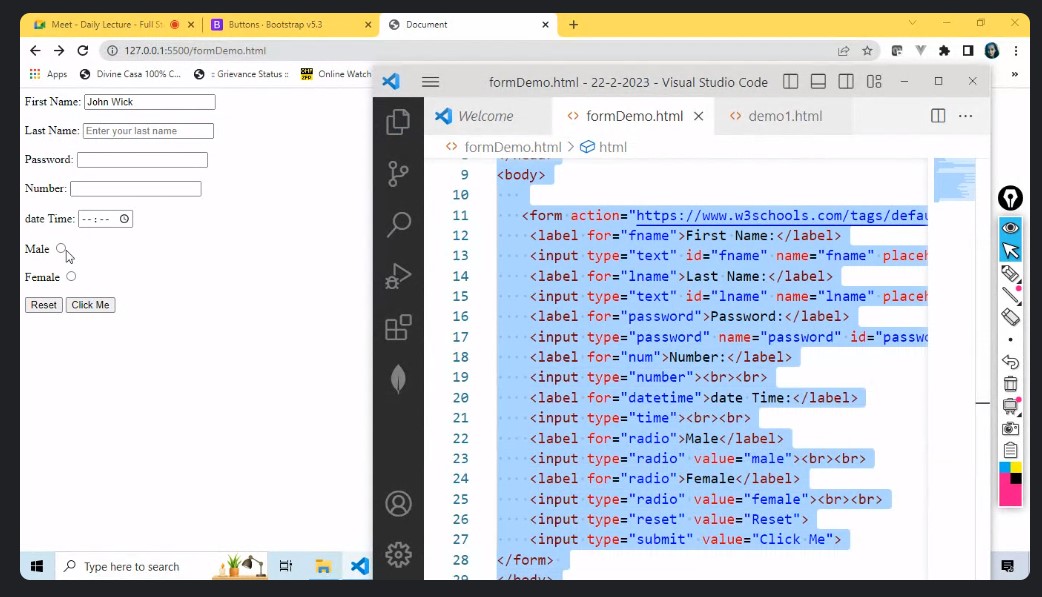 Meet - Daily Lecture - Full St
Buttons · Bootstrap v5.3
Document
127.0.0.1:5500/formDemo.html
Apps
Divine Casa 100% C...
:: Grievance Status ::
Online Watch
formDemo.html - 22-2-2023 - Visual Studio Code
Welcome
formDemo.html
demo1.html
formDemo.html > html
First Name: John Wick
Last Name: Enter your last name
Password:
Number:
date Time: --:--
Male
Female
Reset Click Me
9 <body>
10
11 <form action="https://www.w3schools.com/tags/defau
12 <label for="fname">First Name:</label>
13 <input type="text" id="fname" name="fname" placeh
14 <label for="lname">Last Name:</label>
15 <input type="text" id="lname" name="lname" placeh
16 <label for="password">Password:</label>
17 <input type="password" name="password" id="passwo
18 <label for="num">Number:</label>
19 <input type="number"><br><br>
20 <label for="datetime">date Time:</label>
21 <input type="time"><br><br>
22 <label for="radio">Male</label>
23 <input type="radio" value="male"><br><br>
24 <label for="radio">Female</label>
25 <input type="radio" value="female"><br><br>
26 <input type="reset" value="Reset">
27 <input type="submit" value="Click Me">
28 </form>
29 </body>
Type here to search